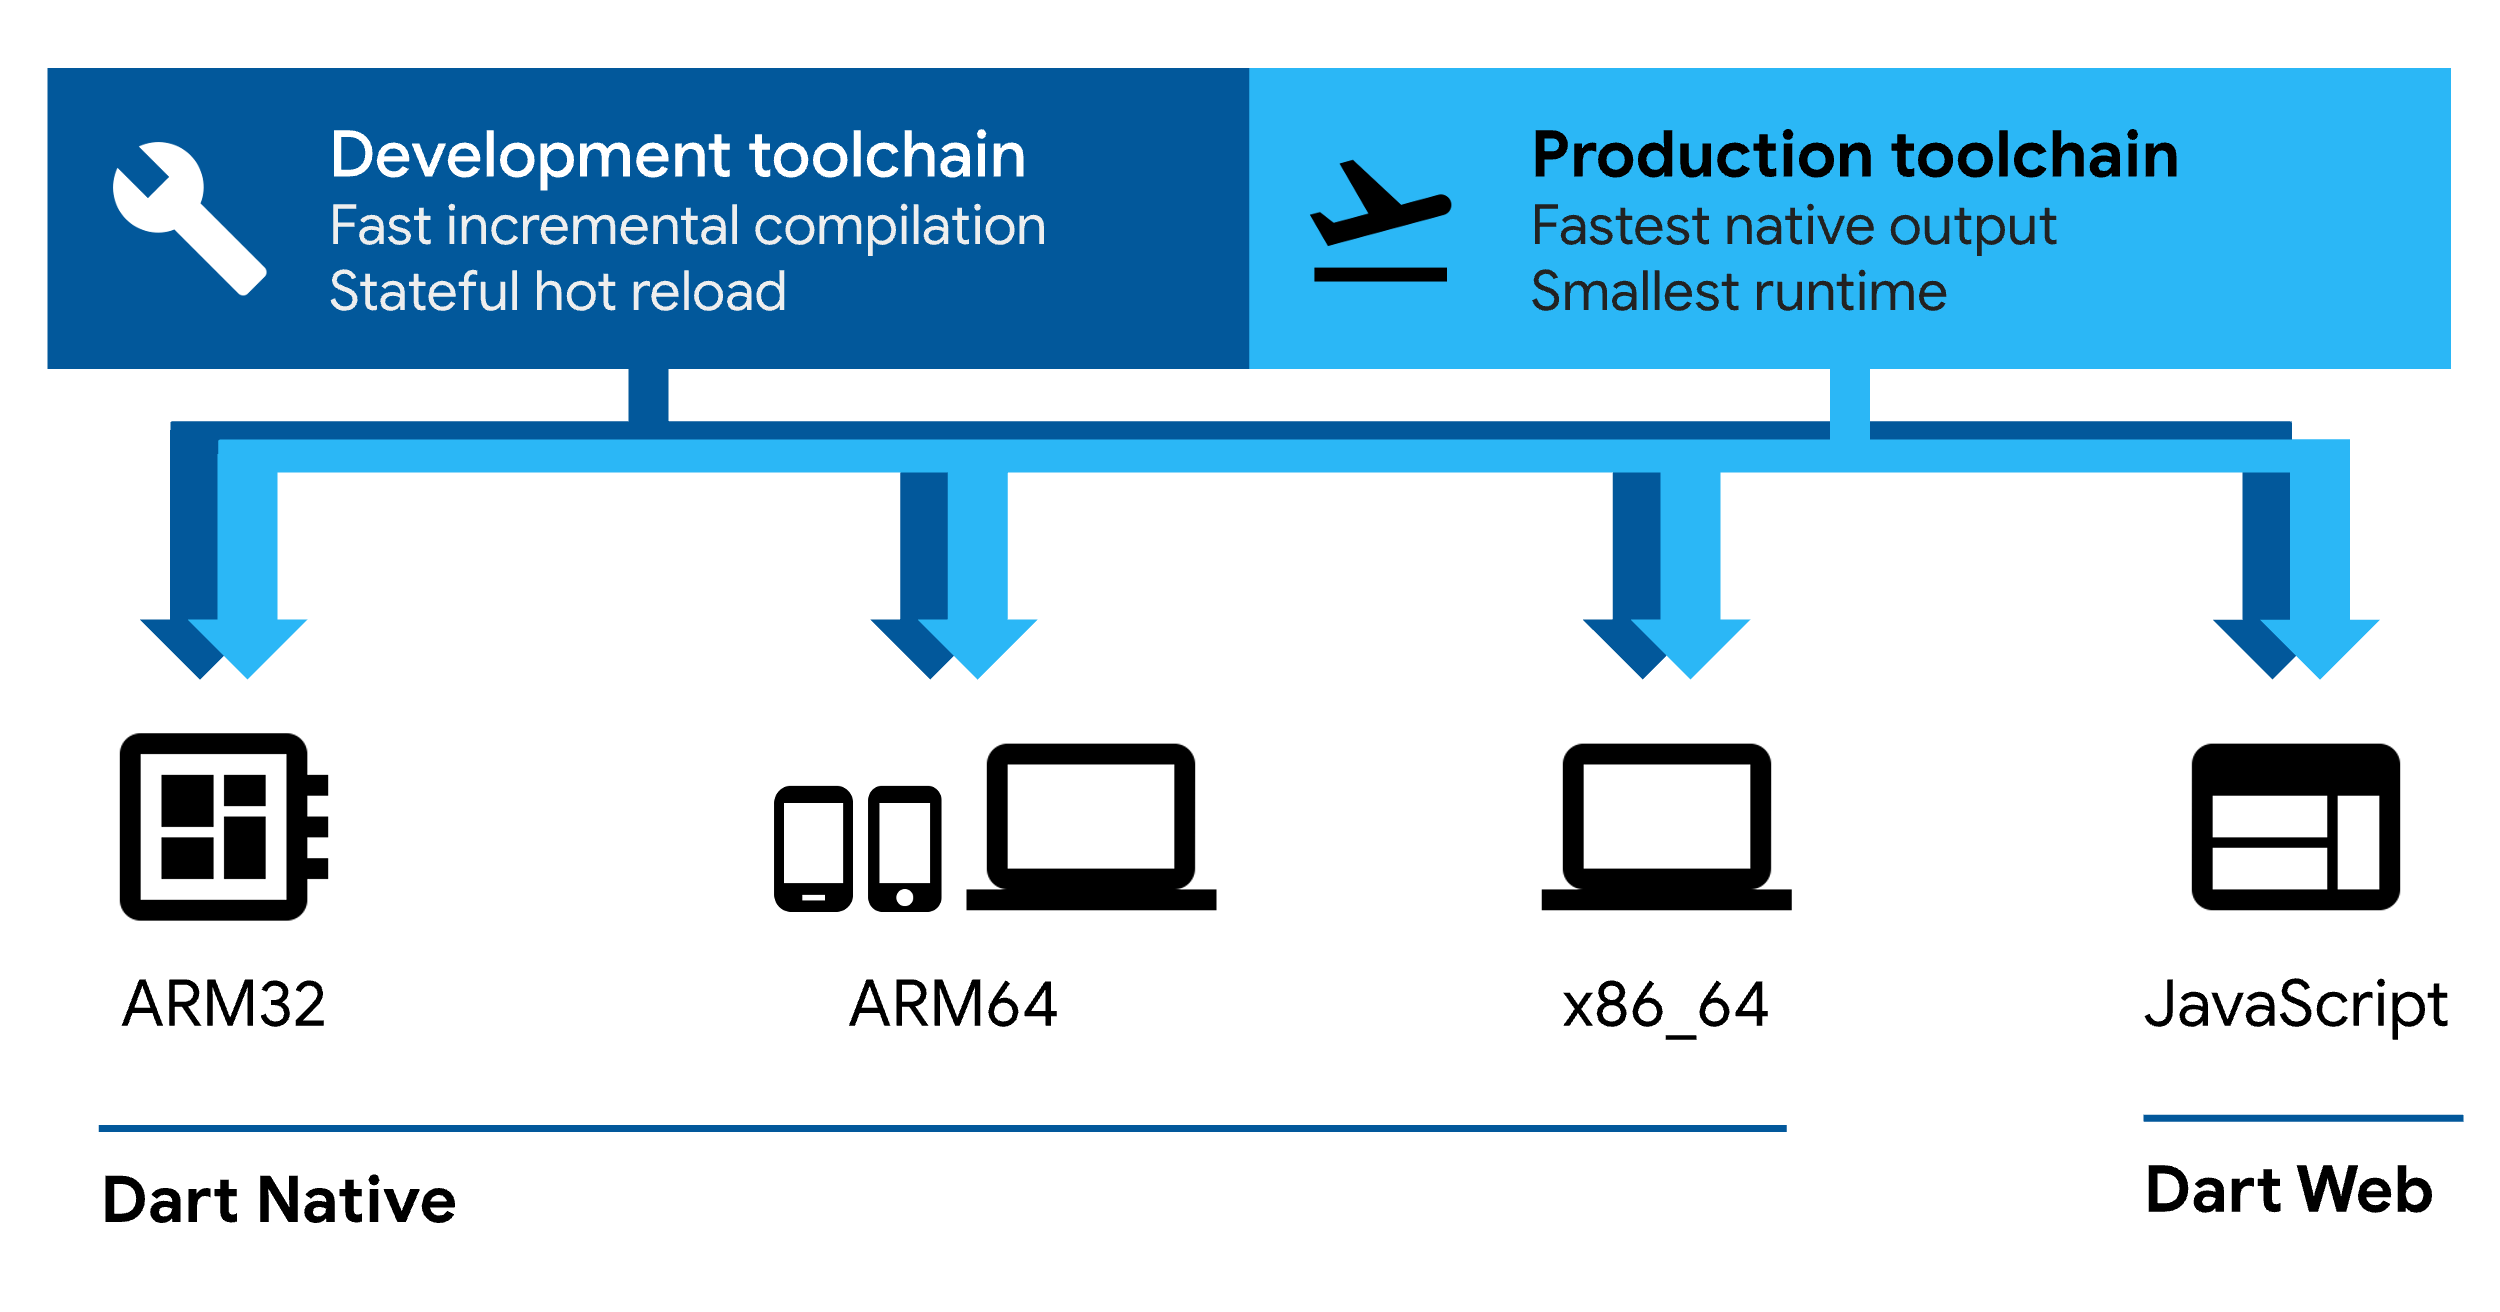 Development toolchain
Fast incremental compilation
Stateful hot reload
Production toolchain
Fastest native output
Smallest runtime
ARM32
ARM64
x86_64
JavaScript
Dart Native
Dart Web